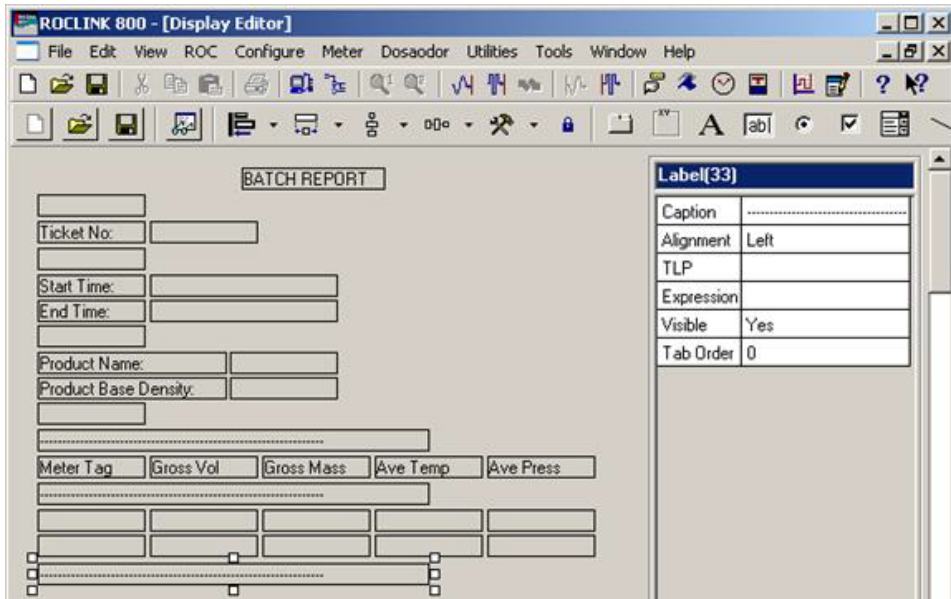 ROCLINK 800 - [Display Editor]
File Edit View ROC Configure Meter Dosaodor Utilities Tools Window Help
A ab|
XY
BATCH REPORT
Ticket No:
Start Time:
End Time:
Product Name:
Product Base Density:
--------------------------------------------------------
Meter Tag Gross Vol Gross Mass Ave Temp Ave Press
--------------------------------------------------------
--------------------------------------------------------
Label(33)
Caption --------------------------------------
Alignment Left
TLP
Expression
Visible Yes
Tab Order 0